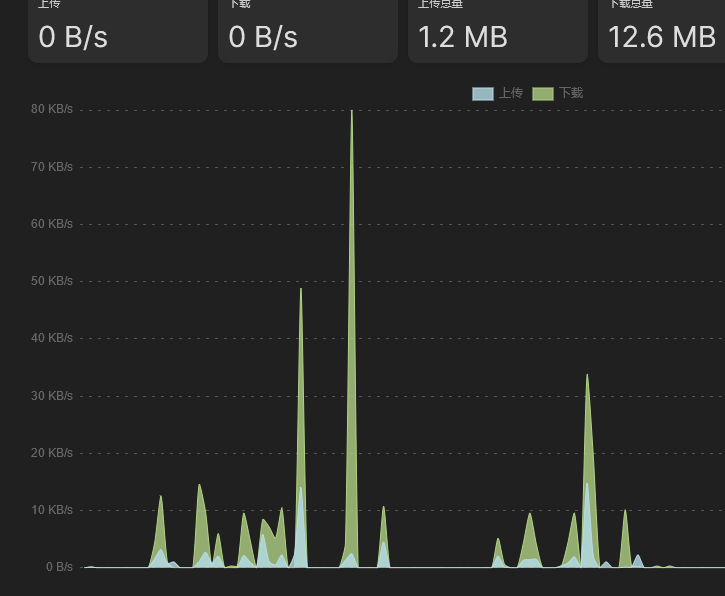 上传
下载
上传总量
下载总量
0 B/s
0 B/s
1.2 MB
12.6 MB
上传
下载
80 KB/s
70 KB/s
60 KB/s
50 KB/s
40 KB/s
30 KB/s
20 KB/s
10 KB/s
0 B/s